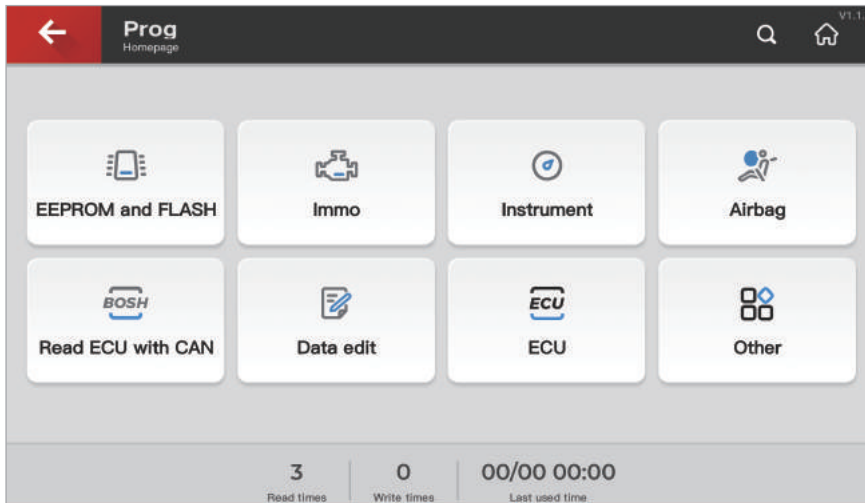 Prog
Homepage
V1.1.
EEPROM and FLASH
Immo
Instrument
Airbag
BOSH
Read ECU with CAN
Data edit
ECU
ECU
Other
3
Read times
0
Write times
00/00 00:00
Last used time